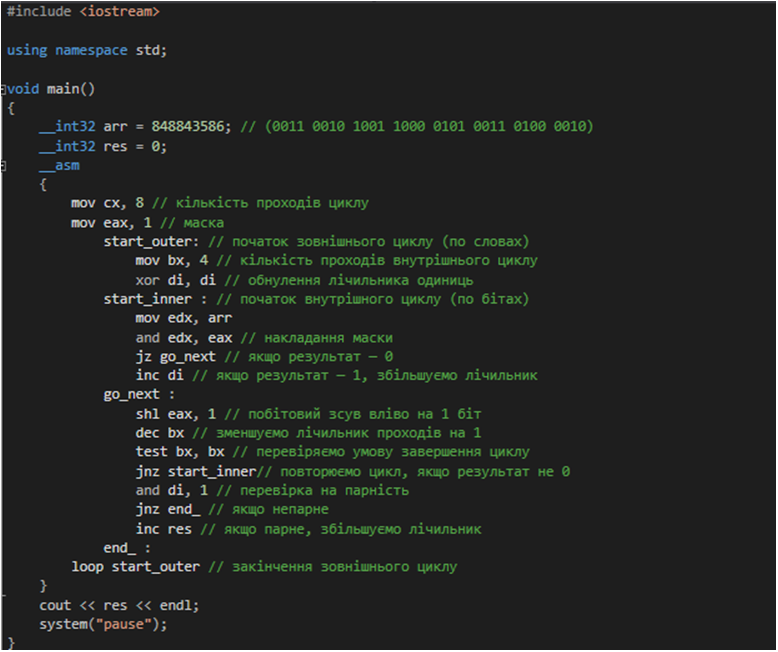 #include <iostream>
using namespace std;
void main()
{
__int32 arr = 848843586; // (0011 0010 1001 1000 0101 0011 0100 0010)
__int32 res = 0;
__asm
{
mov cx, 8 // кількість проходів циклу
mov eax, 1 // маска
start_outer: // початок зовнішнього циклу (по словах)
mov bx, 4 // кількість проходів внутрішнього циклу
xor di, di // обнулення лічильника одиниць
start_inner : // початок внутрішного циклу (по бітах)
mov edx, arr
and edx, eax // накладання маски
jz go_next // якщо результат — 0
inc di // якщо результат — 1, збільшуємо лічильник
go_next :
shl eax, 1 // побітовий зсув вліво на 1 біт
dec bx // зменшуємо лічильник проходів на 1
test bx, bx // перевіряємо умову завершення циклу
jnz start_inner// повторюємо цикл, якщо результат не 0
and di, 1 // перевірка на парність
jnz end_ // якщо непарне
inc res // якщо парне, збільшуємо лічильник
end_ :
loop start_outer // закінчення зовнішнього циклу
}
cout << res << endl;
system("pause");
}